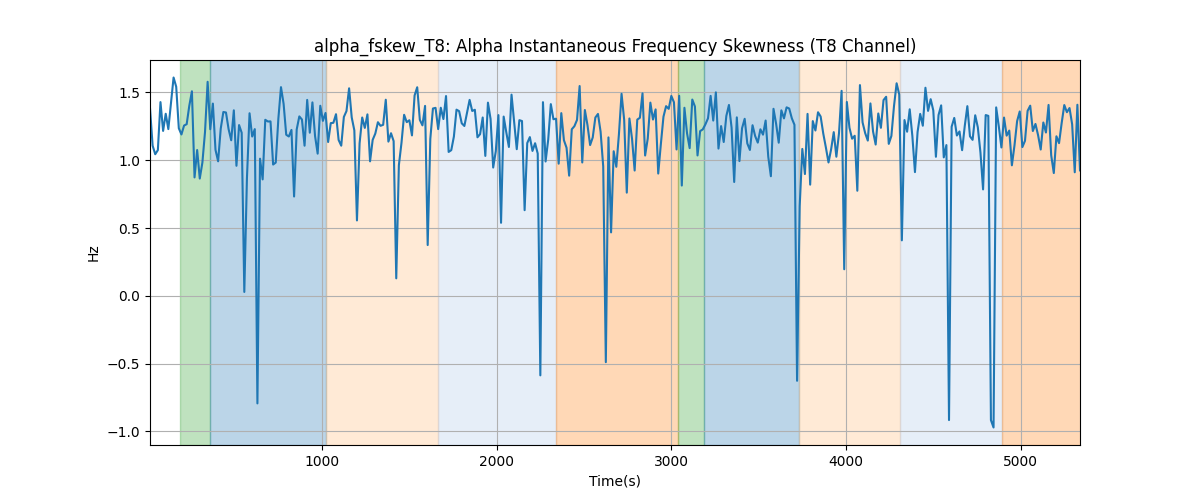 alpha_fskew_T8: Alpha Instantaneous Frequency Skewness (T8 Channel)
1.5
1.0
0.5
0.0
−0.5
−1.0
Hz
1000 2000 3000 4000 5000
Time(s)